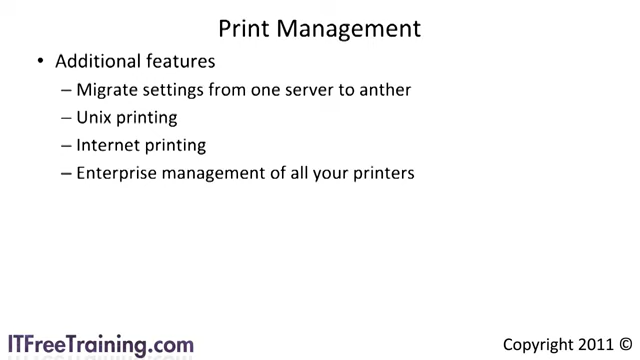 Print Management
• Additional features
– Migrate settings from one server to anther
– Unix printing
– Internet printing
– Enterprise management of all your printers
ITFreeTraining.com
Copyright 2011 ©